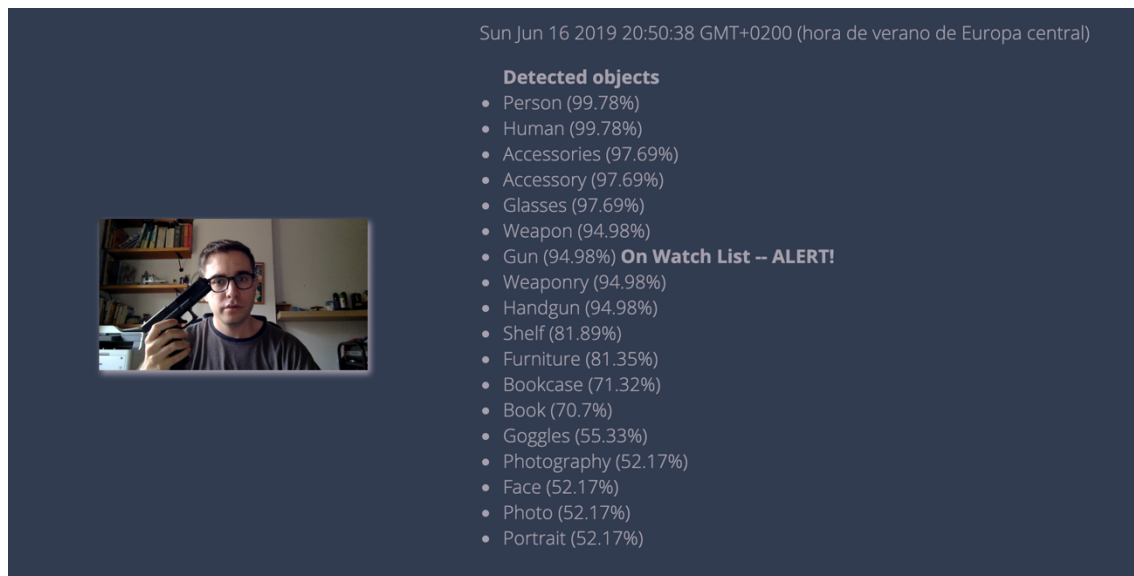 Sun Jun 16 2019 20:50:38 GMT+0200 (hora de verano de Europa central)
Detected objects
Person (99.78%)
Human (99.78%)
Accessories (97.69%)
Accessory (97.69%)
Glasses (97.69%)
Weapon (94.98%)
Gun (94.98%) On Watch List -- ALERT!
Weaponry (94.98%)
Handgun (94.98%)
Shelf (81.89%)
Furniture (81.35%)
Bookcase (71.32%)
Book (70.7%)
Goggles (55.33%)
Photography (52.17%)
Face (52.17%)
Photo (52.17%)
Portrait (52.17%)